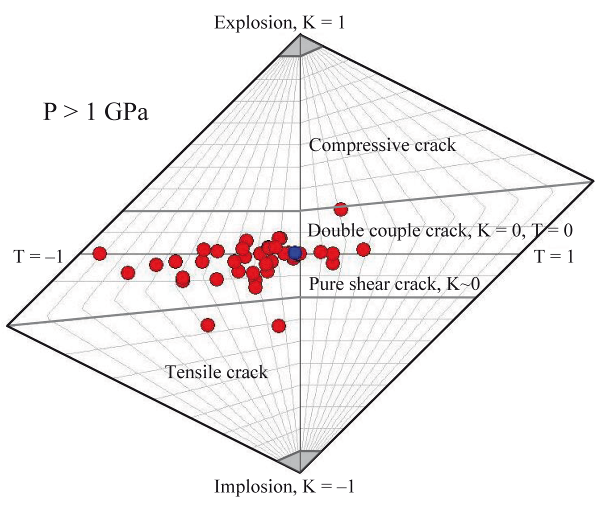 Explosion, K = 1
P > 1 GPa
Compressive crack
Double couple crack, K = 0, T = 0
T = –1
T = 1
Pure shear crack, K~0
Tensile crack
Implosion, K = –1